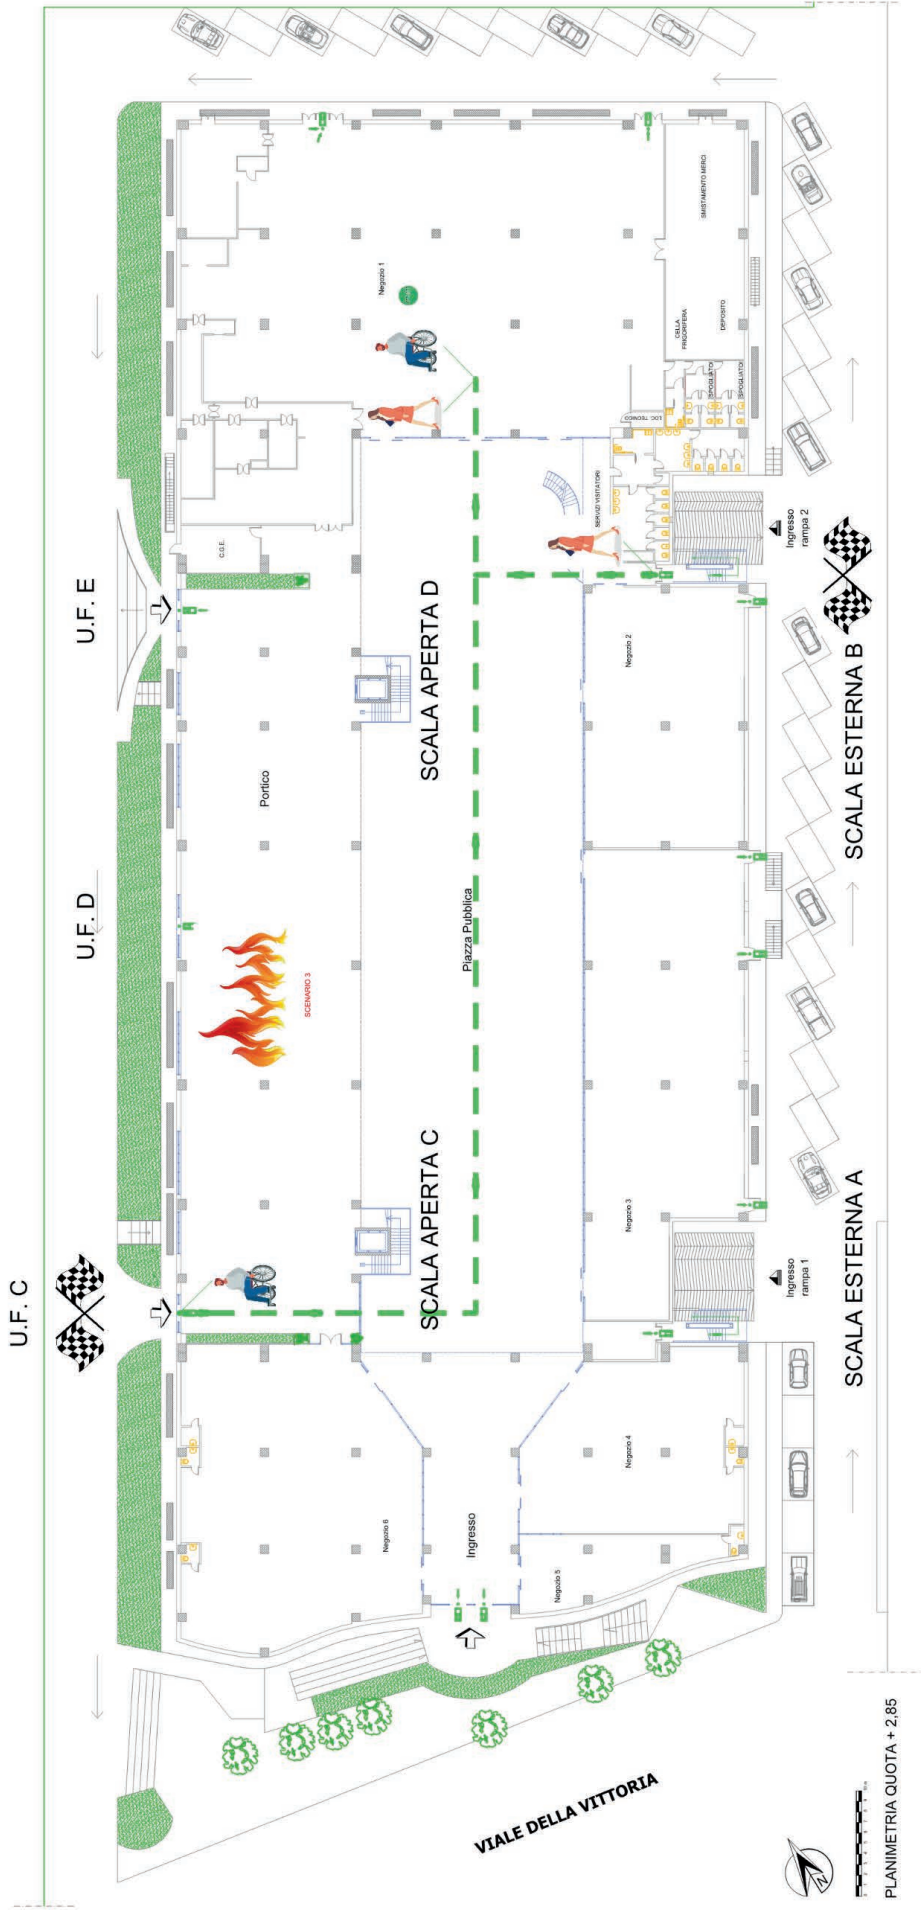 U.F. C
U.F. D
U.F. E
SCENARIO 3
Portico
C.G.E.
Negozio 1
SCALA APERTA C
SCALA APERTA D
Piazza Pubblica
SERVIZI VISITATORI
LOC. TECNICO
CELLA
FRIGORIFERA
DEPOSITO
SMISTAMENTO MERCI
SPOGLIATOI
SPOGLIATOI
Negozio 6
Ingresso
Negozio 5
Negozio 4
Negozio 3
Negozio 2
Ingresso
rampa 1
Ingresso
rampa 2
SCALA ESTERNA A
SCALA ESTERNA B
VIALE DELLA VITTORIA
N
PLANIMETRIA QUOTA + 2,85